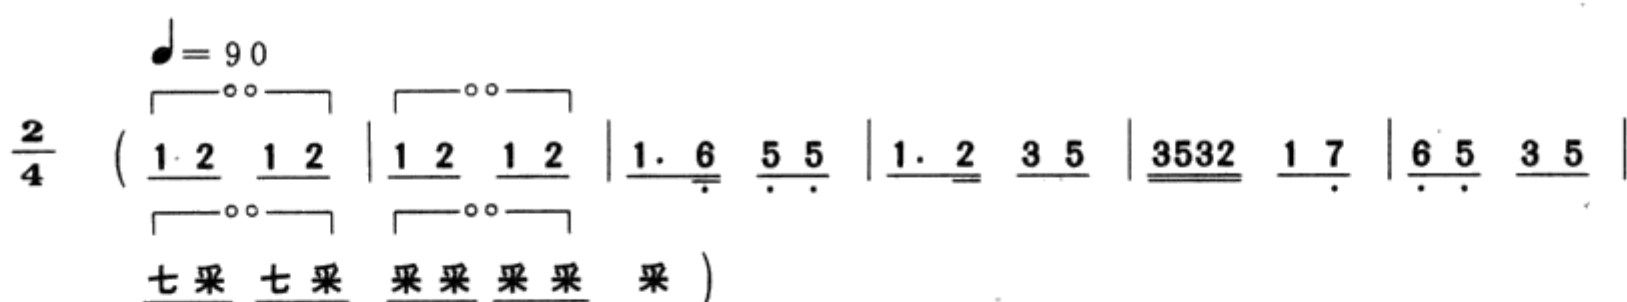 ♩= 90
2/4 ( 1 2 1 2 | 1 2 1 2 | 1. 6̣ 5̣ 5̣ | 1. 2 3 5 | 3532 1 7̣ | 6̣ 5̣ 3 5 |
七 采 七 采 采 采 采 采 采 )